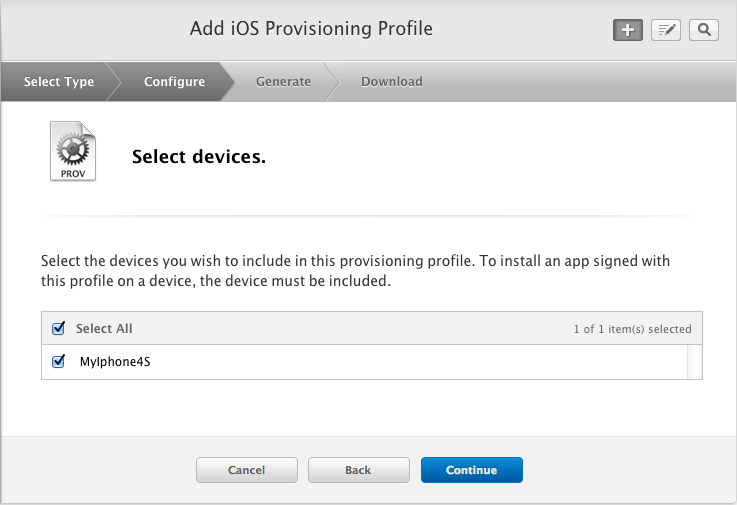 Add iOS Provisioning Profile
Select Type
Configure
Generate
Download
PROV
Select devices.
Select the devices you wish to include in this provisioning profile. To install an app signed with
this profile on a device, the device must be included.
Select All
1 of 1 item(s) selected
MyIphone4S
Cancel
Back
Continue